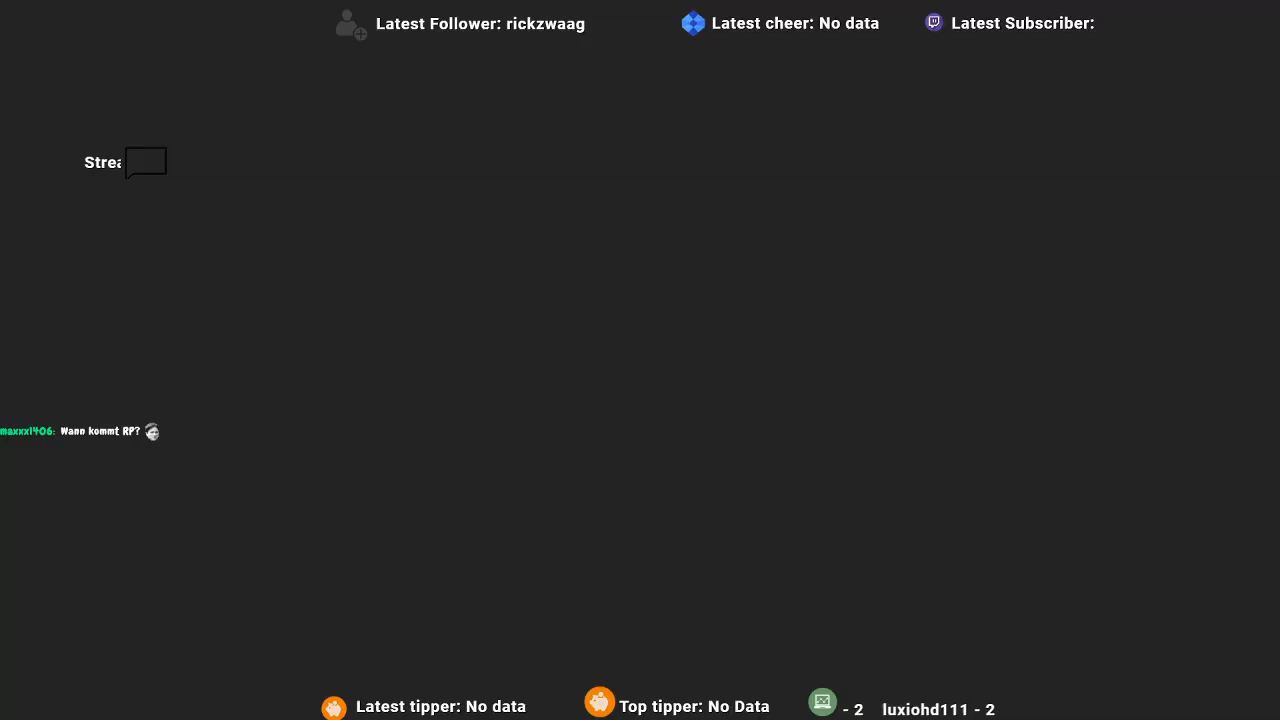 Latest Follower: rickzwaag
Latest cheer: No data
Latest Subscriber:
Strea
maxxx1406: Wann kommt RP?
Latest tipper: No data
Top tipper: No Data
- 2
luxiohd111 - 2